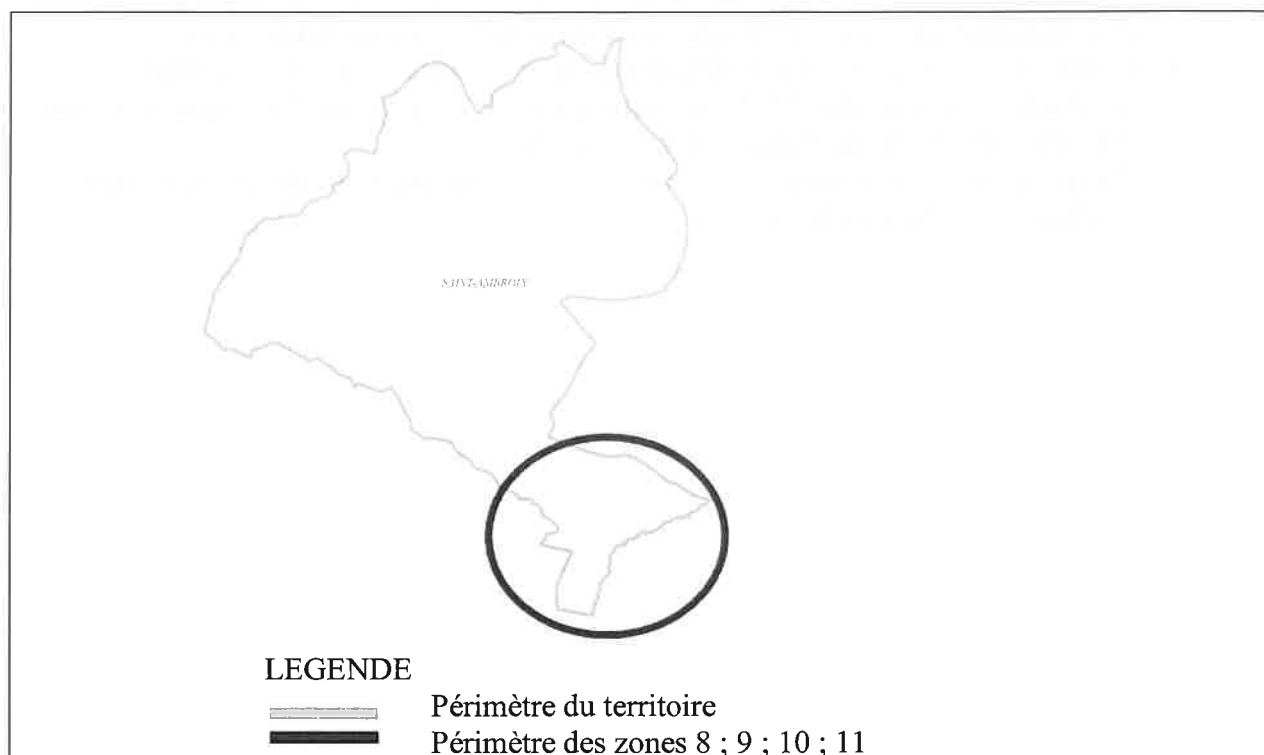 SAINT-AMBROIX
LEGENDE
Périmètre du territoire
Périmètre des zones 8 ; 9 ; 10 ; 11